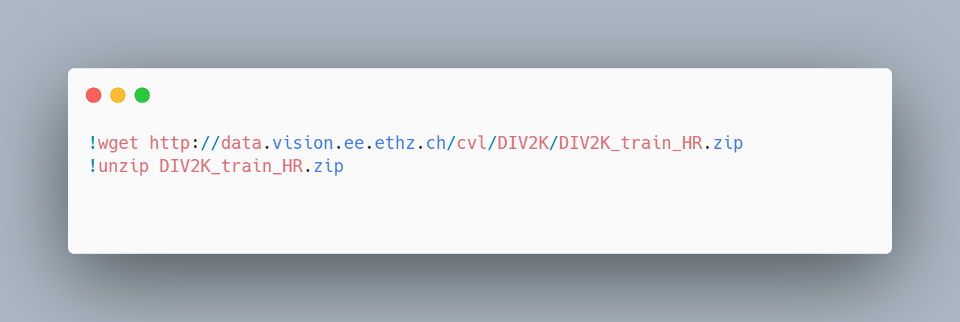 !wget http://data.vision.ee.ethz.ch/cvl/DIV2K/DIV2K_train_HR.zip
!unzip DIV2K_train_HR.zip